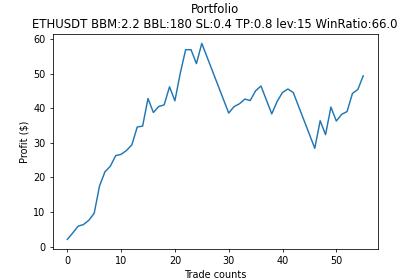 Portfolio
ETHUSDT BBM:2.2 BBL:180 SL:0.4 TP:0.8 lev:15 WinRatio:66.0
60
50
40
30
20
10
0
Profit ($)
0 10 20 30 40 50
Trade counts